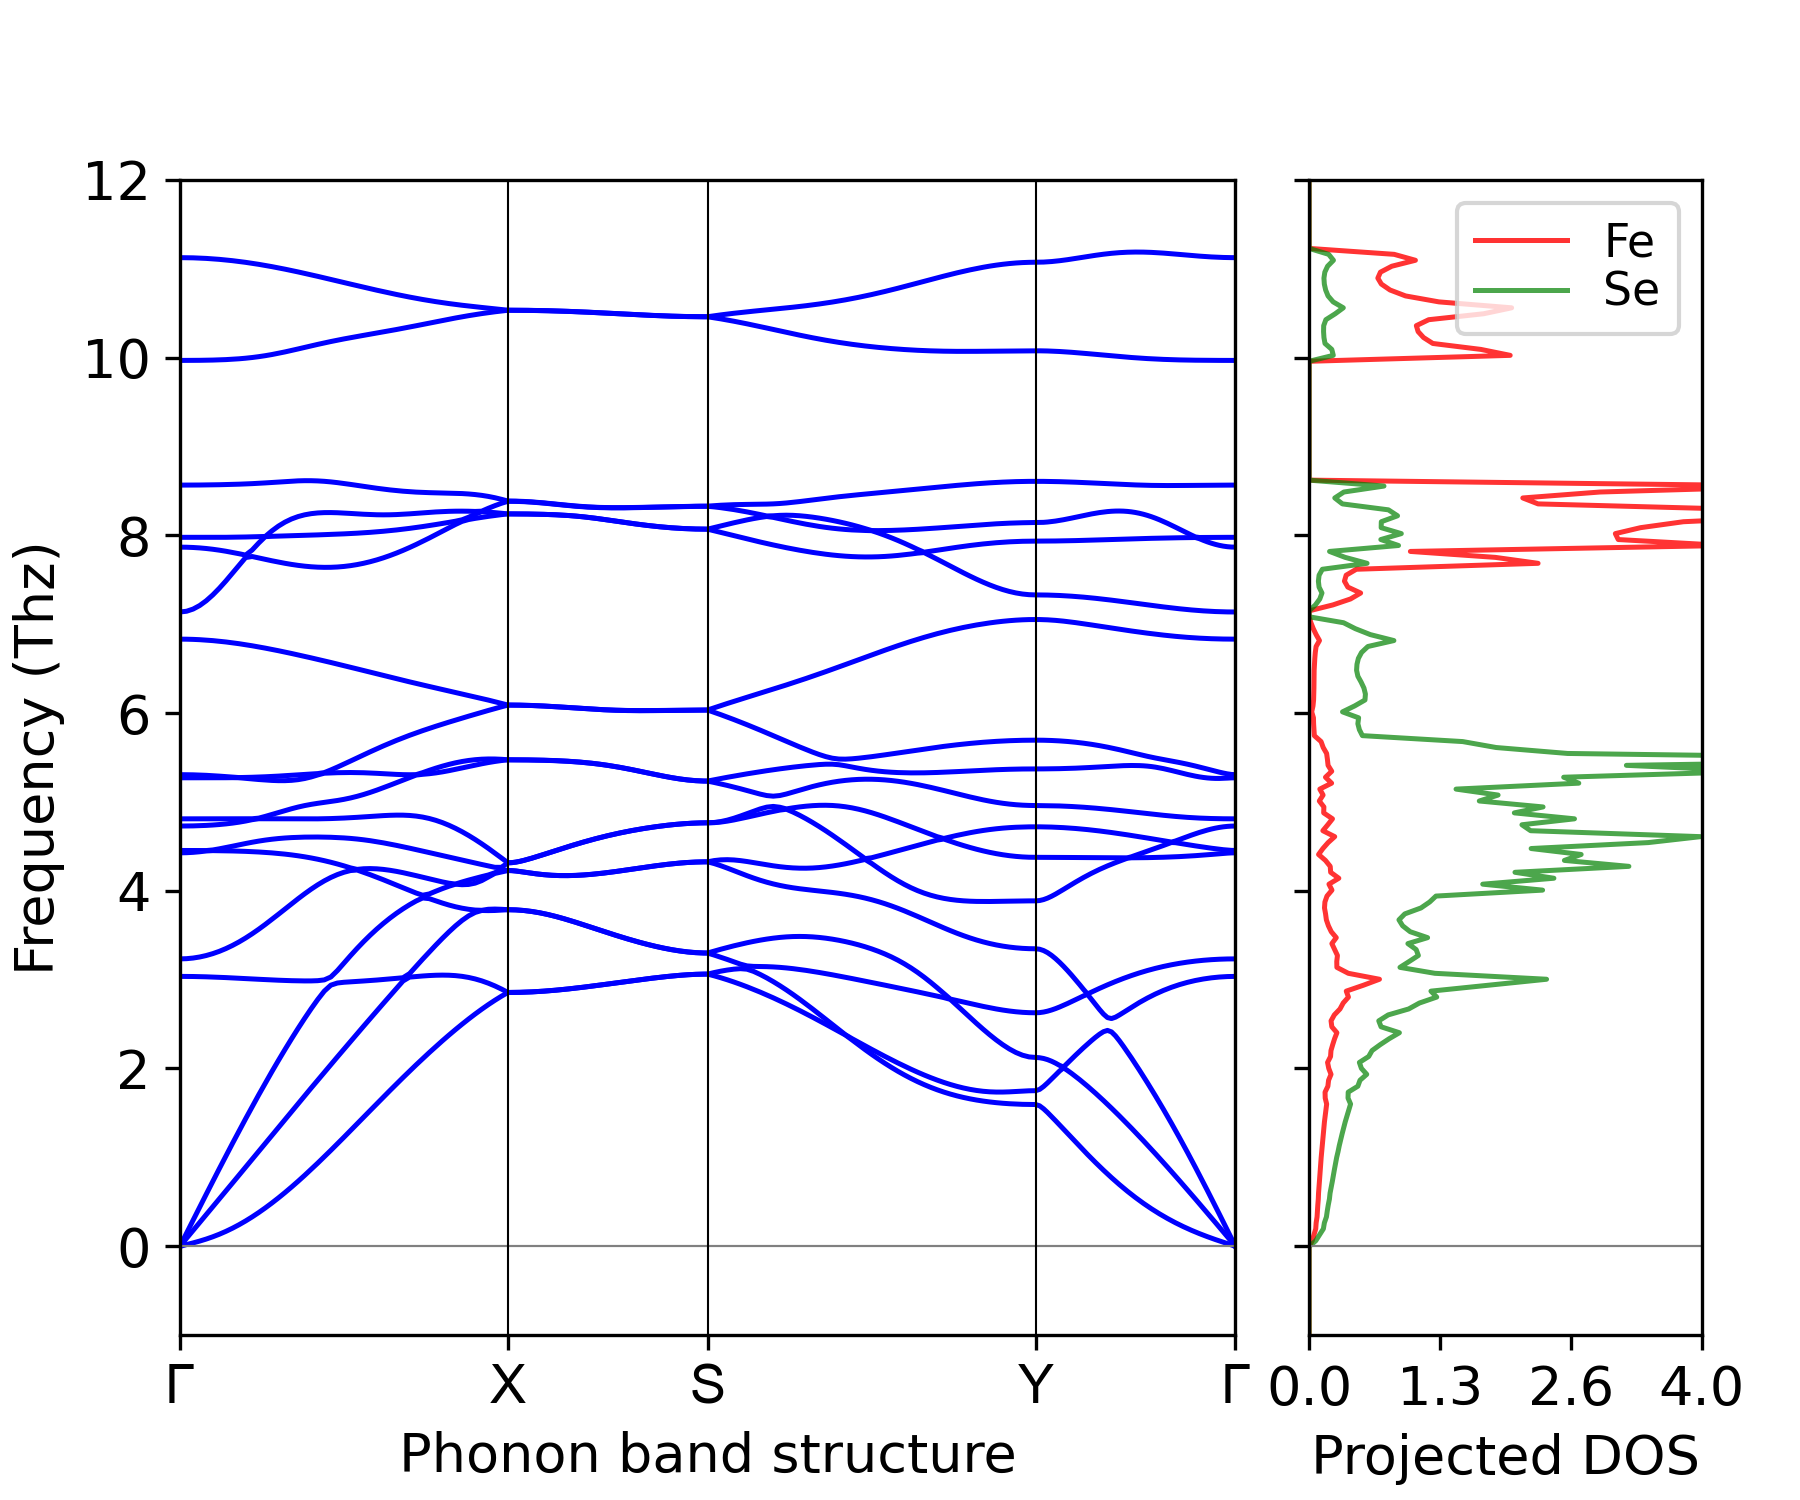 12
10
8
6
4
2
0
Frequency (Thz)
Γ X S Y Γ
Phonon band structure
Fe
Se
0.0 1.3 2.6 4.0
Projected DOS